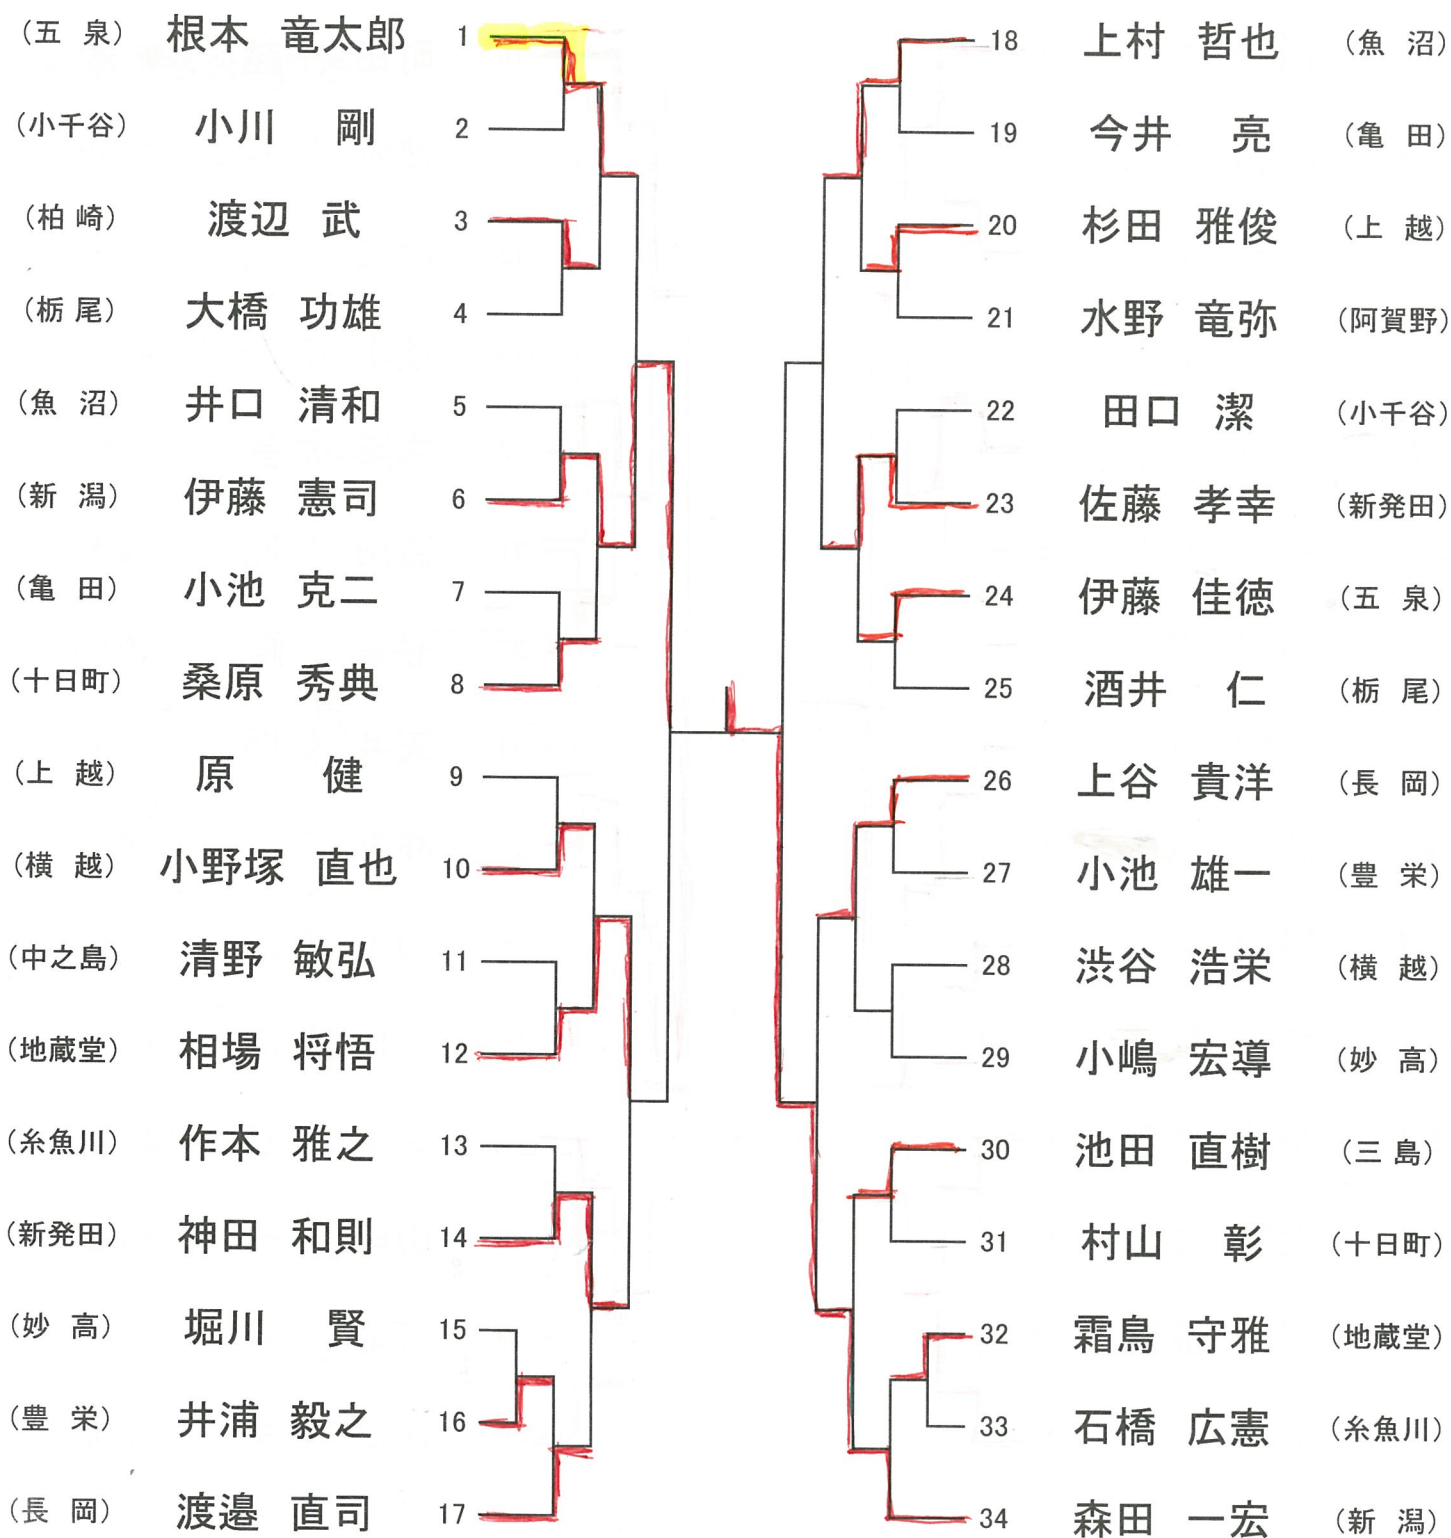 (五 泉) 根本 竜太郎 1
(小千谷) 小川 剛 2
(柏 崎) 渡辺 武 3
(栃 尾) 大橋 功雄 4
(魚 沼) 井口 清和 5
(新 潟) 伊藤 憲司 6
(亀 田) 小池 克二 7
(十日町) 桑原 秀典 8
(上 越) 原 健 9
(横 越) 小野塚 直也 10
(中之島) 清野 敏弘 11
(地蔵堂) 相場 将悟 12
(糸魚川) 作本 雅之 13
(新発田) 神田 和則 14
(妙 高) 堀川 賢 15
(豊 栄) 井浦 毅之 16
(長 岡) 渡邉 直司 17
18 上村 哲也 (魚 沼)
19 今井 亮 (亀 田)
20 杉田 雅俊 (上 越)
21 水野 竜弥 (阿賀野)
22 田口 潔 (小千谷)
23 佐藤 孝幸 (新発田)
24 伊藤 佳徳 (五 泉)
25 酒井 仁 (栃 尾)
26 上谷 貴洋 (長 岡)
27 小池 雄一 (豊 栄)
28 渋谷 浩栄 (横 越)
29 小嶋 宏導 (妙 高)
30 池田 直樹 (三 島)
31 村山 彰 (十日町)
32 霜鳥 守雅 (地蔵堂)
33 石橋 広憲 (糸魚川)
34 森田 一宏 (新 潟)